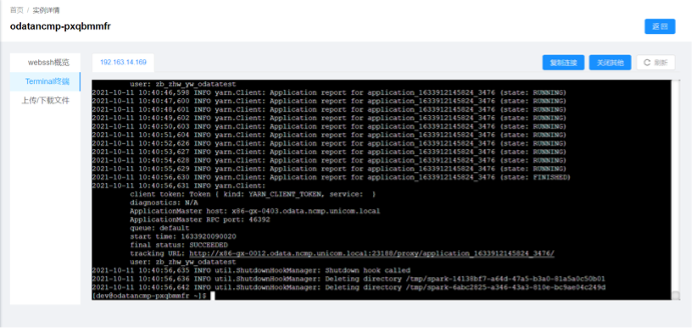 首页 / 实例详情
odatancmp-pxqbmmfr
返 回
webssh概览
Terminal终端
上传/下载文件
192.163.14.169
复制连接
关闭其他
刷新
user: zb_zhw_yw_odatatest
2021-10-11 10:40:46,598 INFO yarn.Client: Application report for application_1633912145824_3476 (state: RUNNING)
2021-10-11 10:40:47,600 INFO yarn.Client: Application report for application_1633912145824_3476 (state: RUNNING)
2021-10-11 10:40:48,601 INFO yarn.Client: Application report for application_1633912145824_3476 (state: RUNNING)
2021-10-11 10:40:49,602 INFO yarn.Client: Application report for application_1633912145824_3476 (state: RUNNING)
2021-10-11 10:40:50,603 INFO yarn.Client: Application report for application_1633912145824_3476 (state: RUNNING)
2021-10-11 10:40:51,604 INFO yarn.Client: Application report for application_1633912145824_3476 (state: RUNNING)
2021-10-11 10:40:52,626 INFO yarn.Client: Application report for application_1633912145824_3476 (state: RUNNING)
2021-10-11 10:40:53,627 INFO yarn.Client: Application report for application_1633912145824_3476 (state: RUNNING)
2021-10-11 10:40:54,628 INFO yarn.Client: Application report for application_1633912145824_3476 (state: RUNNING)
2021-10-11 10:40:55,629 INFO yarn.Client: Application report for application_1633912145824_3476 (state: RUNNING)
2021-10-11 10:40:56,630 INFO yarn.Client: Application report for application_1633912145824_3476 (state: FINISHED)
2021-10-11 10:40:56,631 INFO yarn.Client:
client token: Token { kind: YARN_CLIENT_TOKEN, service: }
diagnostics: N/A
ApplicationMaster host: x86-gx-0403.odata.ncmp.unicom.local
ApplicationMaster RPC port: 46392
queue: default
start time: 1633920090020
final status: SUCCEEDED
tracking URL: http://x86-gx-0012.odata.ncmp.unicom.local:23188/proxy/application_1633912145824_3476/
user: zb_zhw_yw_odatatest
2021-10-11 10:40:56,635 INFO util.ShutdownHookManager: Shutdown hook called
2021-10-11 10:40:56,636 INFO util.ShutdownHookManager: Deleting directory /tmp/spark-14138bf7-a64d-47a5-b3a0-81a5a0c50b01
2021-10-11 10:40:56,642 INFO util.ShutdownHookManager: Deleting directory /tmp/spark-6abc2825-a346-43a3-810e-bc9ae04c249d
[dev@odatancmp-pxqbmmfr ~]$